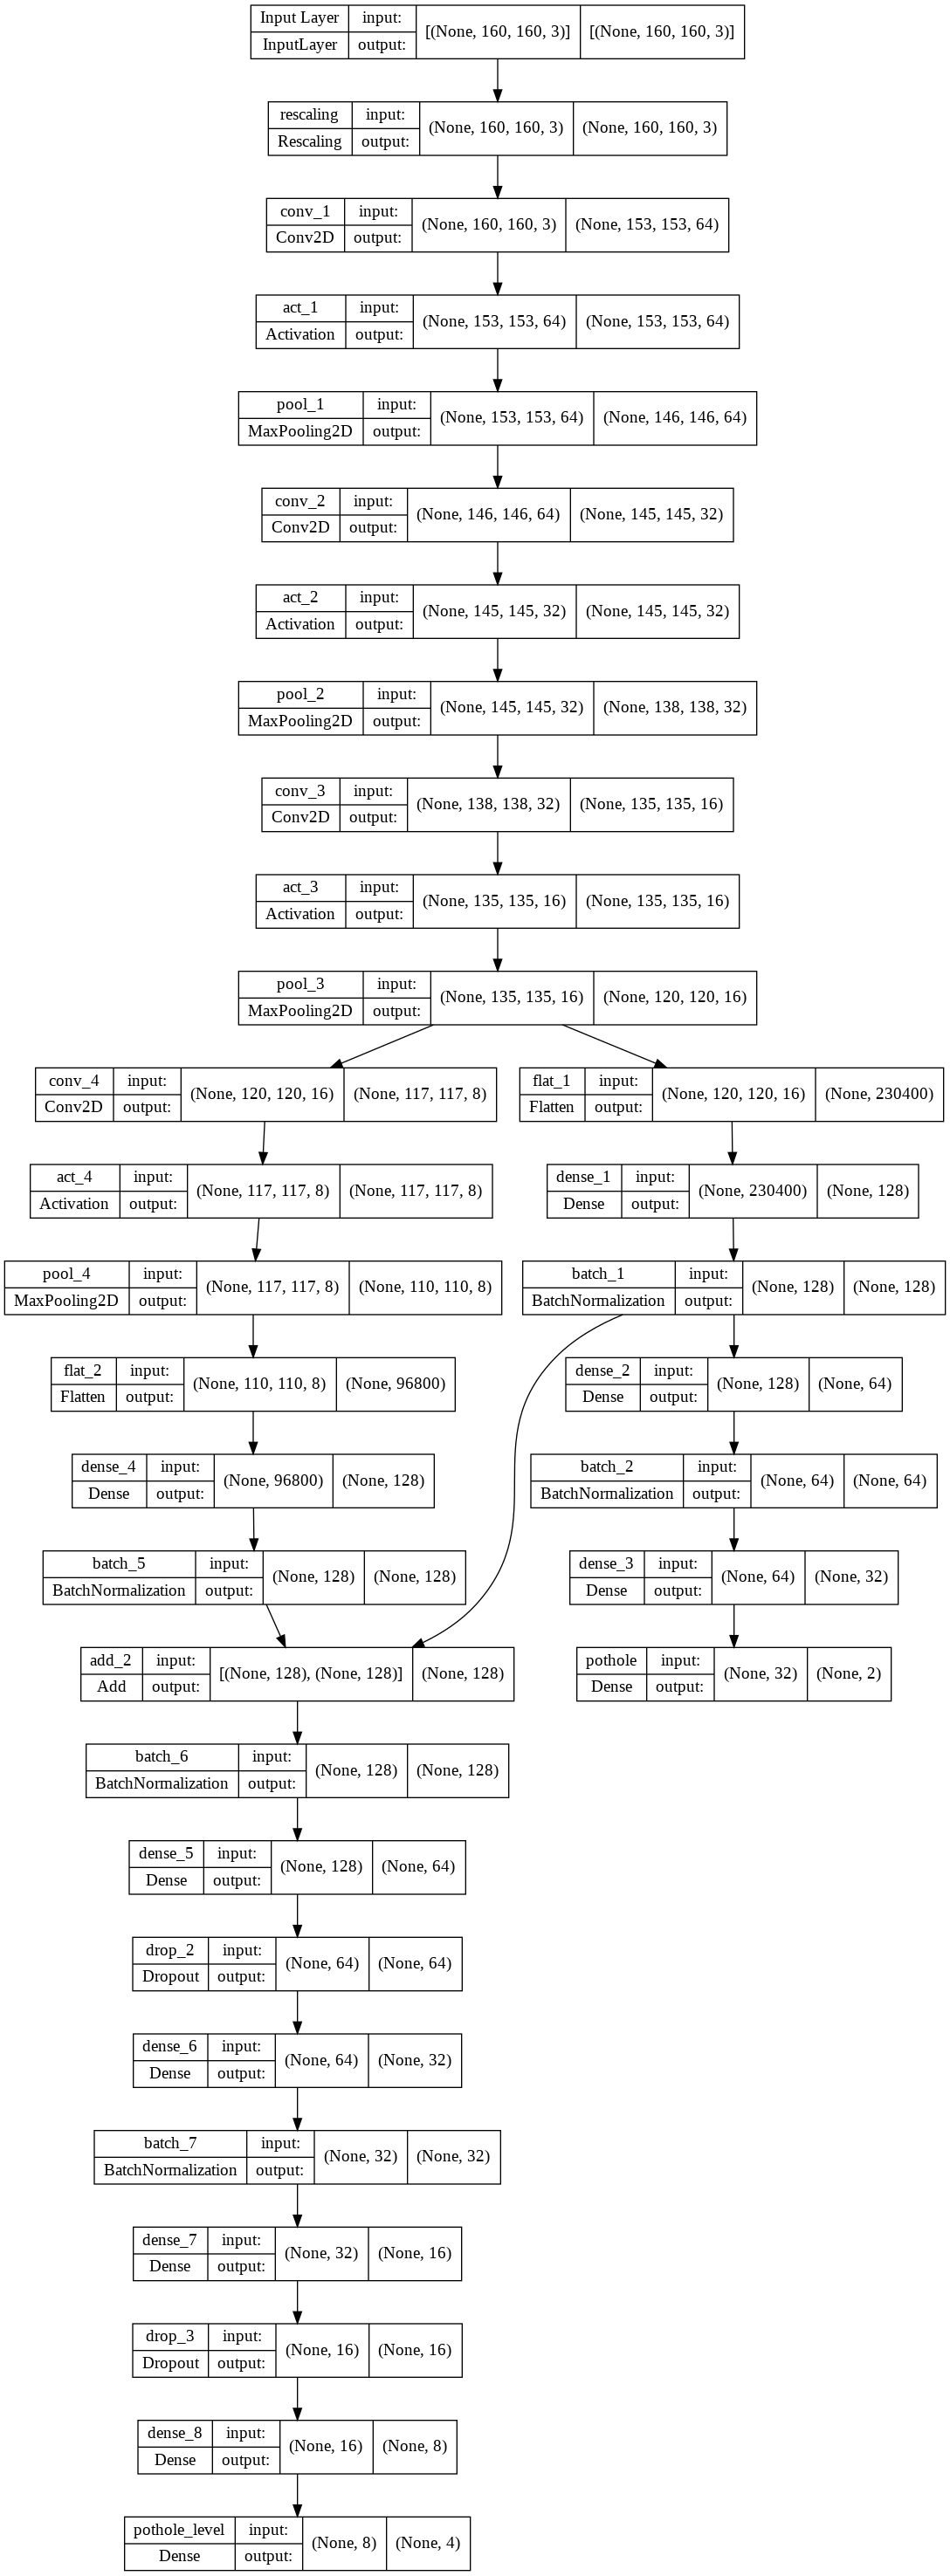 Input Layer input: [(None, 160, 160, 3)] [(None, 160, 160, 3)]
InputLayer output:
rescaling input: (None, 160, 160, 3) (None, 160, 160, 3)
Rescaling output:
conv_1 input: (None, 160, 160, 3) (None, 153, 153, 64)
Conv2D output:
act_1 input: (None, 153, 153, 64) (None, 153, 153, 64)
Activation output:
pool_1 input: (None, 153, 153, 64) (None, 146, 146, 64)
MaxPooling2D output:
conv_2 input: (None, 146, 146, 64) (None, 145, 145, 32)
Conv2D output:
act_2 input: (None, 145, 145, 32) (None, 145, 145, 32)
Activation output:
pool_2 input: (None, 145, 145, 32) (None, 138, 138, 32)
MaxPooling2D output:
conv_3 input: (None, 138, 138, 32) (None, 135, 135, 16)
Conv2D output:
act_3 input: (None, 135, 135, 16) (None, 135, 135, 16)
Activation output:
pool_3 input: (None, 135, 135, 16) (None, 120, 120, 16)
MaxPooling2D output:
conv_4 input: (None, 120, 120, 16) (None, 117, 117, 8)
Conv2D output:
flat_1 input: (None, 120, 120, 16) (None, 230400)
Flatten output:
act_4 input: (None, 117, 117, 8) (None, 117, 117, 8)
Activation output:
dense_1 input: (None, 230400) (None, 128)
Dense output:
pool_4 input: (None, 117, 117, 8) (None, 110, 110, 8)
MaxPooling2D output:
batch_1 input: (None, 128) (None, 128)
BatchNormalization output:
flat_2 input: (None, 110, 110, 8) (None, 96800)
Flatten output:
dense_2 input: (None, 128) (None, 64)
Dense output:
dense_4 input: (None, 96800) (None, 128)
Dense output:
batch_2 input: (None, 64) (None, 64)
BatchNormalization output:
batch_5 input: (None, 128) (None, 128)
BatchNormalization output:
dense_3 input: (None, 64) (None, 32)
Dense output:
add_2 input: [(None, 128), (None, 128)] (None, 128)
Add output:
pothole input: (None, 32) (None, 2)
Dense output:
batch_6 input: (None, 128) (None, 128)
BatchNormalization output:
dense_5 input: (None, 128) (None, 64)
Dense output:
drop_2 input: (None, 64) (None, 64)
Dropout output:
dense_6 input: (None, 64) (None, 32)
Dense output:
batch_7 input: (None, 32) (None, 32)
BatchNormalization output:
dense_7 input: (None, 32) (None, 16)
Dense output:
drop_3 input: (None, 16) (None, 16)
Dropout output:
dense_8 input: (None, 16) (None, 8)
Dense output:
pothole_level input: (None, 8) (None, 4)
Dense output: